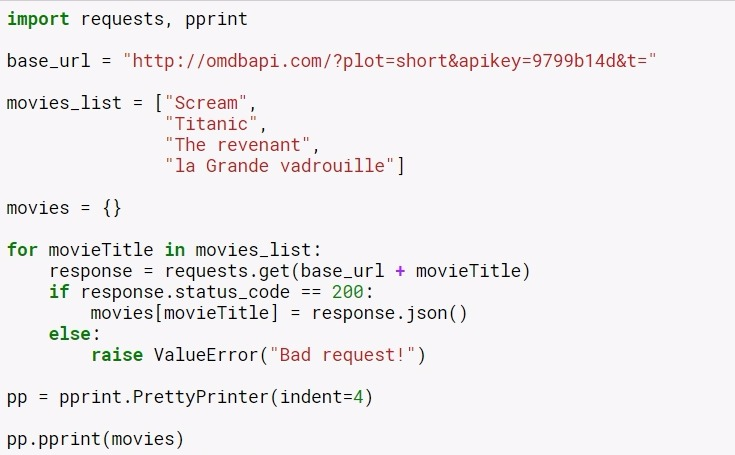 import requests, pprint
base_url = "http://omdbapi.com/?plot=short&apikey=9799b14d&t="
movies_list = ["Scream",
"Titanic",
"The revenant",
"la Grande vadrouille"]
movies = {}
for movieTitle in movies_list:
response = requests.get(base_url + movieTitle)
if response.status_code == 200:
movies[movieTitle] = response.json()
else:
raise ValueError("Bad request!")
pp = pprint.PrettyPrinter(indent=4)
pp.pprint(movies)